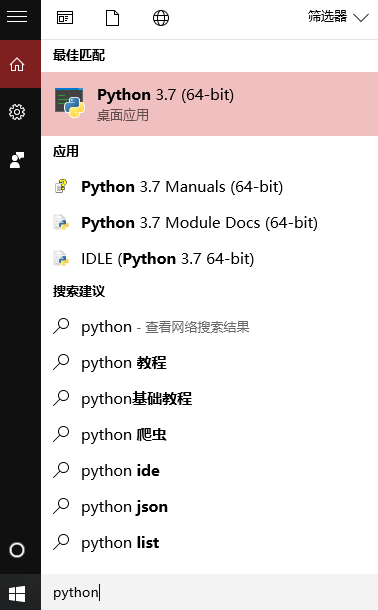 筛选器
最佳匹配
Python 3.7 (64-bit)
桌面应用
应用
Python 3.7 Manuals (64-bit)
Python 3.7 Module Docs (64-bit)
IDLE (Python 3.7 64-bit)
搜索建议
python - 查看网络搜索结果
python 教程
python基础教程
python 爬虫
python ide
python json
python list
python